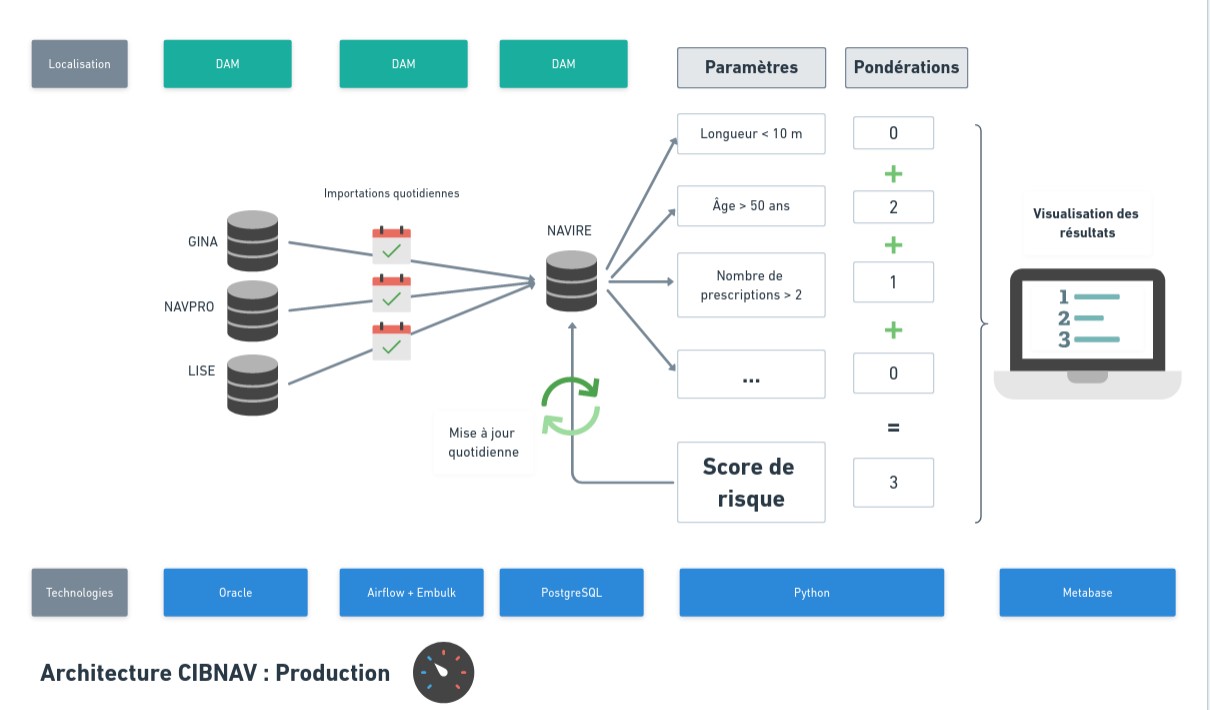 Localisation
DAM
DAM
DAM
Paramètres
Pondérations
Longueur < 10 m
0
+
Importations quotidiennes
Âge > 50 ans
2
Visualisation des
résultats
GINA
NAVIRE
+
Nombre de
prescriptions > 2
1
NAVPRO
1
2
3
+
LISE
...
0
=
Mise à jour
quotidienne
Score de
risque
3
Technologies
Oracle
Airflow + Embulk
PostgreSQL
Python
Metabase
Architecture CIBNAV : Production